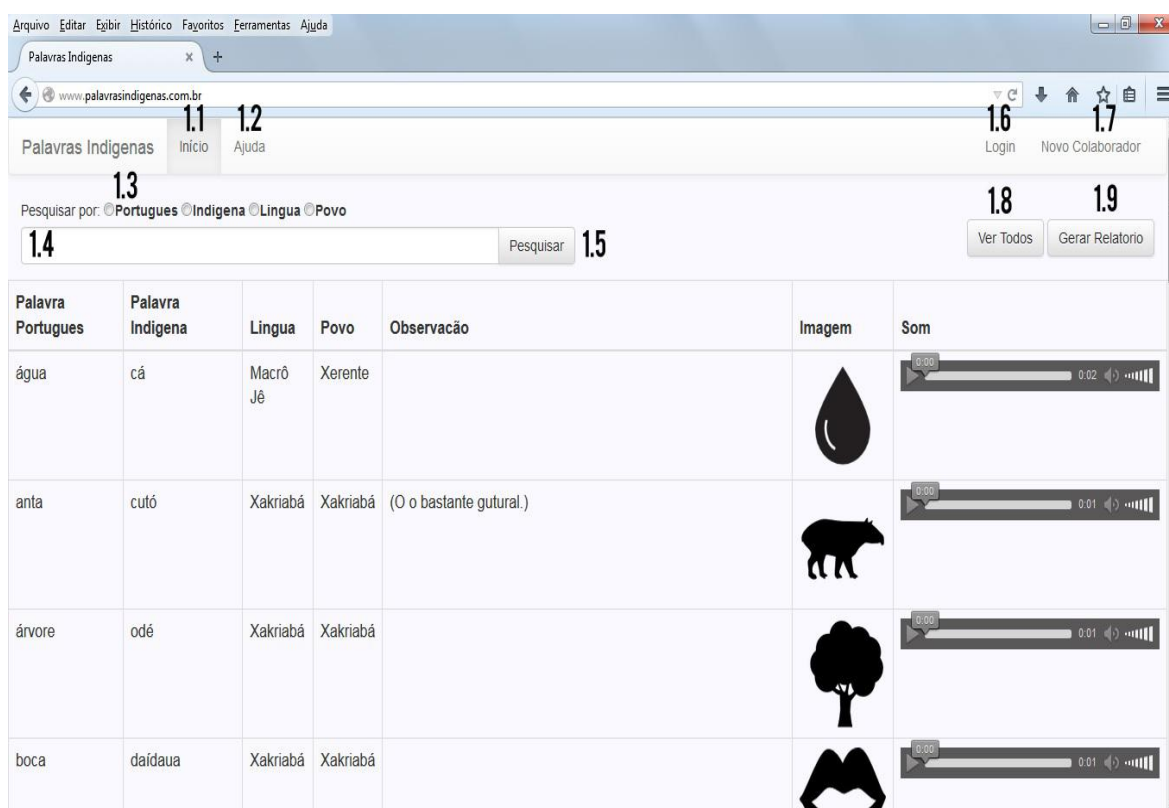 Arquivo Editar Exibir Histórico Favoritos Ferramentas Ajuda
Palavras Indigenas
www.palavrasindigenas.com.br
1.1 1.2 1.6 1.7
Palavras Indigenas Início Ajuda Login Novo Colaborador
1.3 1.8 1.9
Pesquisar por: Portugues Indigena Lingua Povo
1.4 Pesquisar 1.5 Ver Todos Gerar Relatorio
Palavra Portugues Palavra Indigena Lingua Povo Observacão Imagem Som
água cá Macrô Jê Xerente 0:00 0:02
anta cutó Xakriabá Xakriabá (O o bastante gutural.) 0:00 0:01
árvore odé Xakriabá Xakriabá 0:00 0:01
boca daídaua Xakriabá Xakriabá 0:00 0:01